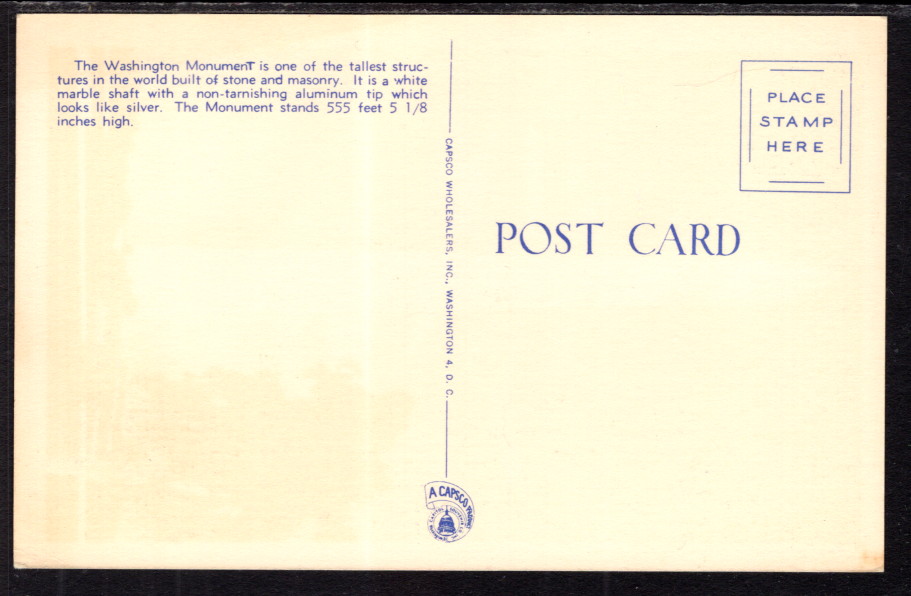 The Washington MonumenT is one of the tallest struc-
tures in the world built of stone and masonry. It is a white
marble shaft with a non-tarnishing aluminum tip which
looks like silver. The Monument stands 555 feet 5 1/8
inches high.
CAPSCO WHOLESALERS, INC., WASHINGTON 4, D. C.
A CAPSCO
PLACE
STAMP
HERE
POST CARD